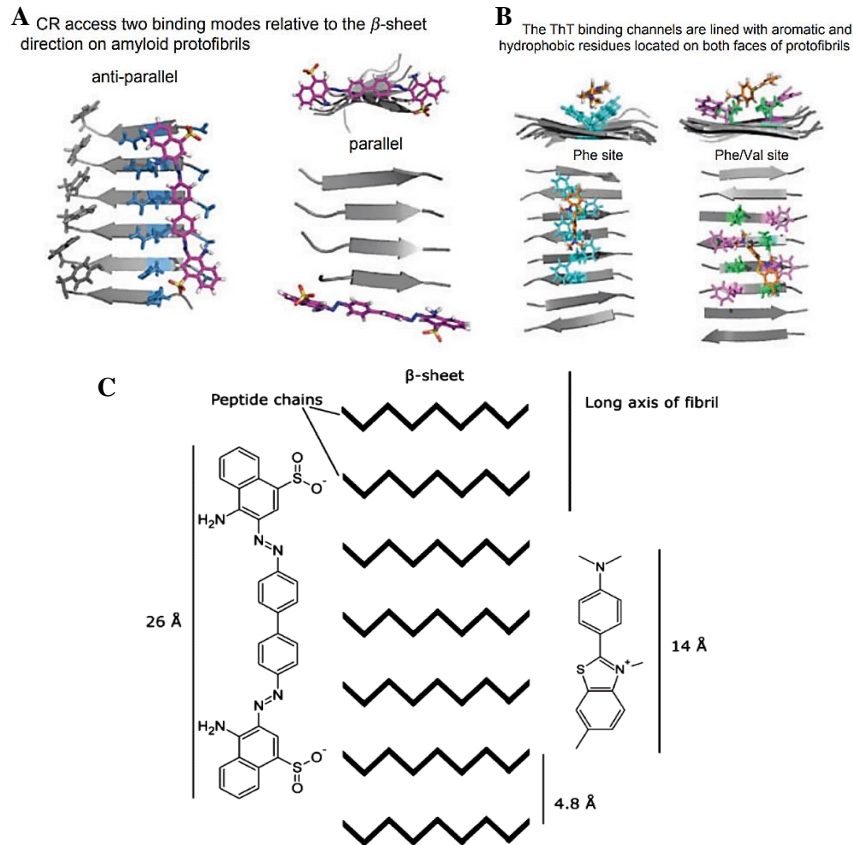 A
CR access two binding modes relative to the β-sheet
direction on amyloid protofibrils
anti-parallel
parallel
B
The ThT binding channels are lined with aromatic and
hydrophobic residues located on both faces of protofibrils
Phe site
Phe/Val site
C
β-sheet
Peptide chains
Long axis of fibril
O
S
O-
O
H2N
N
N
26 Å
N
N
H2N
O
S
O-
O
N
S
N+
14 Å
4.8 Å